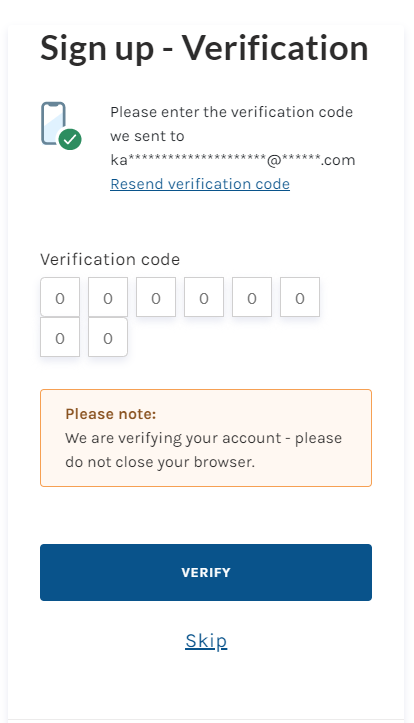 Sign up - Verification
Please enter the verification code
we sent to
ka*********************@******.com
Resend verification code
Verification code
0 0 0 0 0 0
0 0
Please note:
We are verifying your account - please
do not close your browser.
VERIFY
Skip